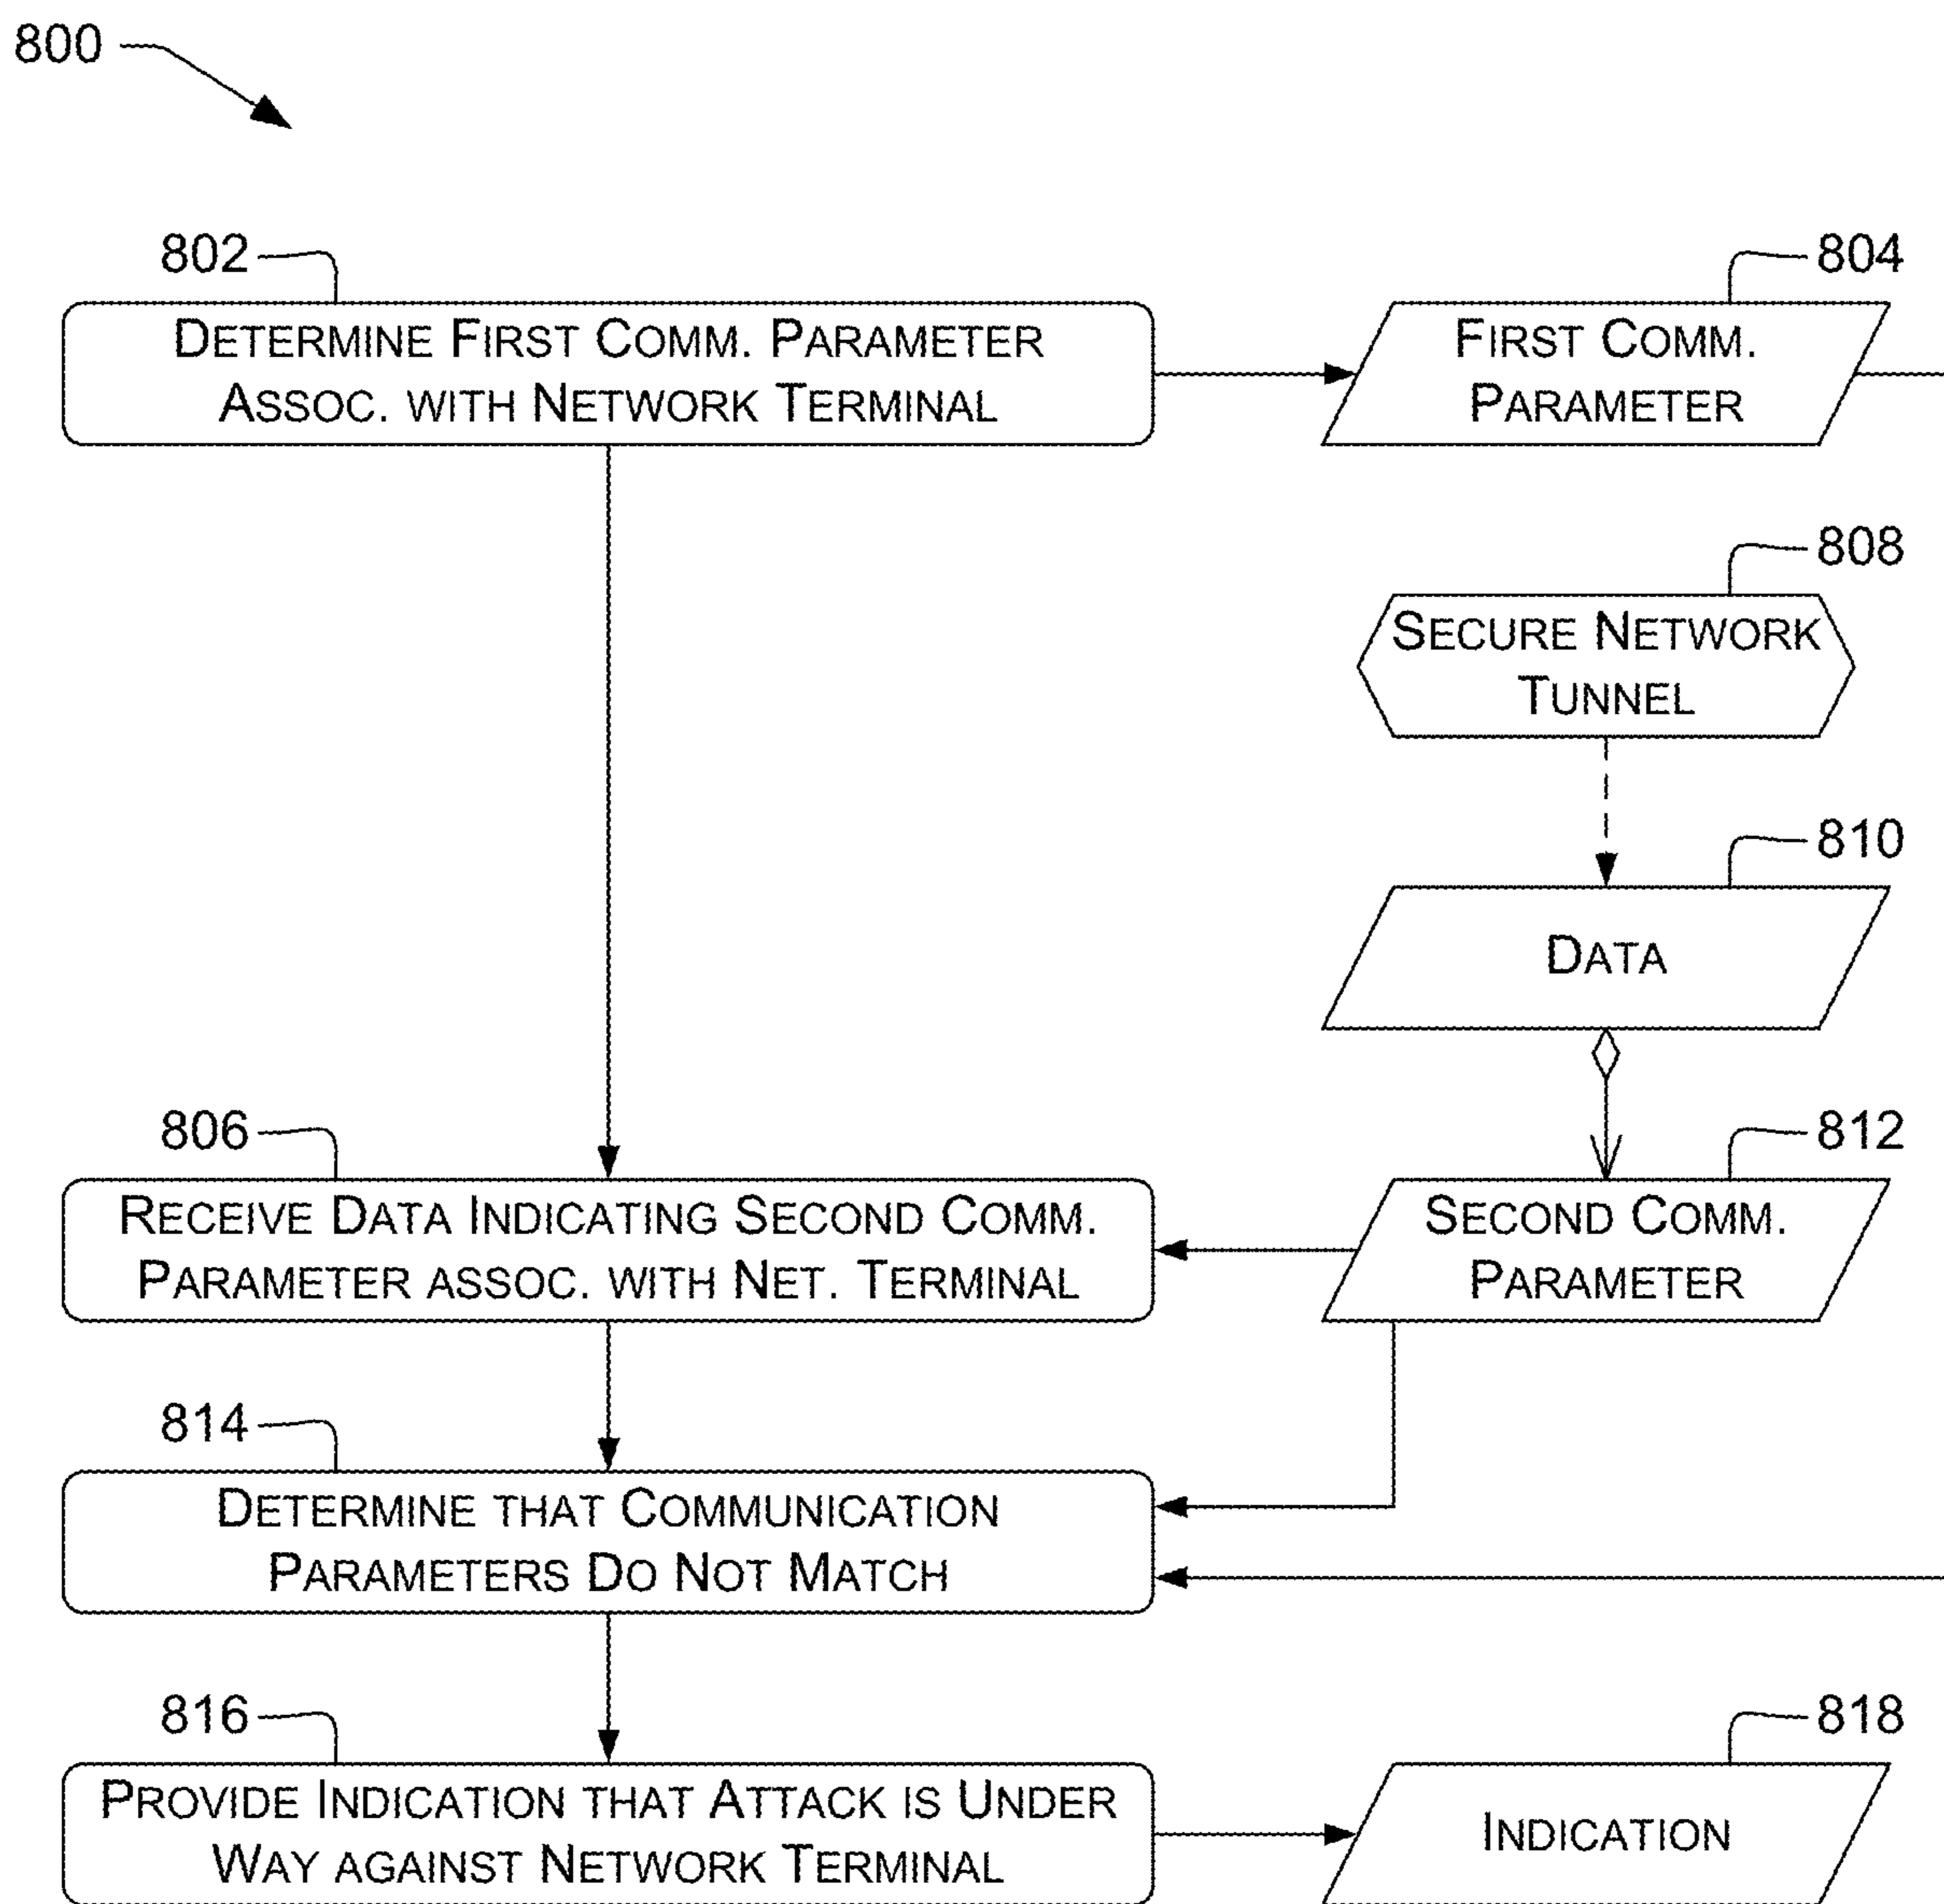 800
802
DETERMINE FIRST COMM. PARAMETER
ASSOC. WITH NETWORK TERMINAL
804
FIRST COMM.
PARAMETER
808
SECURE NETWORK
TUNNEL
810
DATA
806
RECEIVE DATA INDICATING SECOND COMM.
PARAMETER ASSOC. WITH NET. TERMINAL
812
SECOND COMM.
PARAMETER
814
DETERMINE THAT COMMUNICATION
PARAMETERS DO NOT MATCH
816
PROVIDE INDICATION THAT ATTACK IS UNDER
WAY AGAINST NETWORK TERMINAL
818
INDICATION